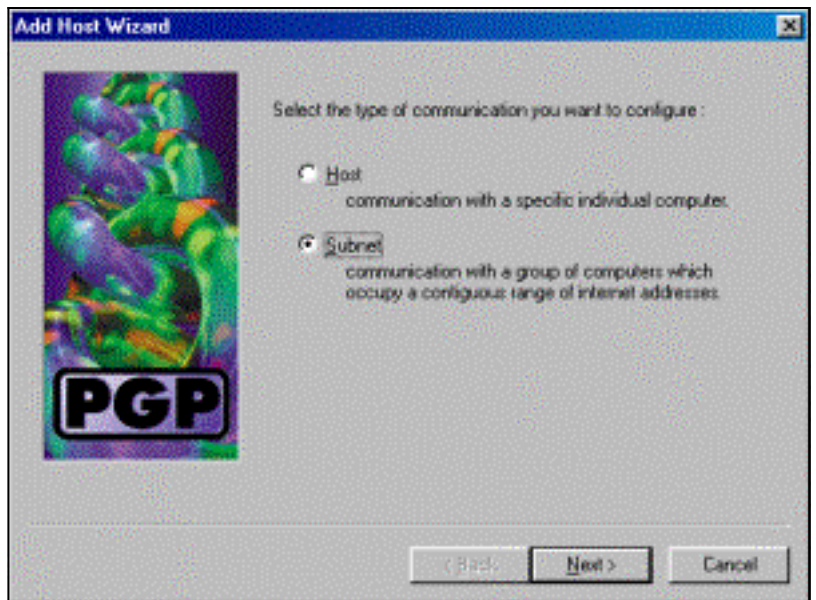 Add Host Wizard
Select the type of communication you want to configure :
Host
communication with a specific individual computer.
Subnet
communication with a group of computers which
occupy a contiguous range of internet addresses.
PGP
< Back
Next >
Cancel